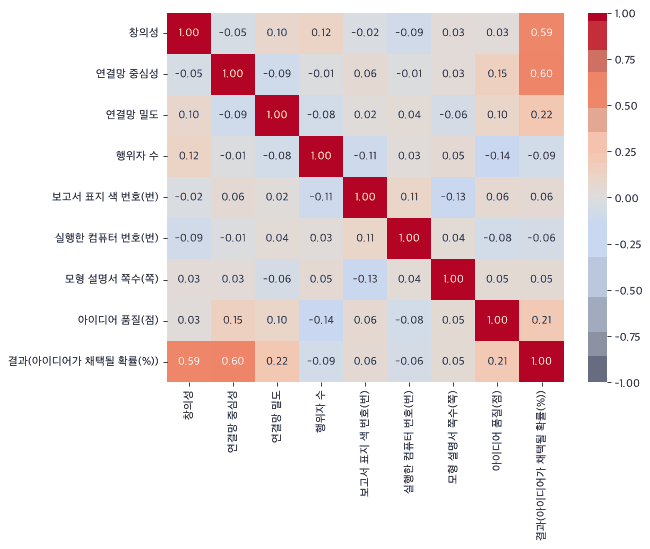 창의성 1.00 -0.05 0.10 0.12 -0.02 -0.09 0.03 0.03 0.59
연결망 중심성 -0.05 1.00 -0.09 -0.01 0.06 -0.01 0.03 0.15 0.60
연결망 밀도 0.10 -0.09 1.00 -0.08 0.02 0.04 -0.06 0.10 0.22
행위자 수 0.12 -0.01 -0.08 1.00 -0.11 0.03 0.05 -0.14 -0.09
보고서 표지 색 번호(번) -0.02 0.06 0.02 -0.11 1.00 0.11 -0.13 0.06 0.06
실행한 컴퓨터 번호(번) -0.09 -0.01 0.04 0.03 0.11 1.00 0.04 -0.08 -0.06
모형 설명서 쪽수(쪽) 0.03 0.03 -0.06 0.05 -0.13 0.04 1.00 0.05 0.05
아이디어 품질(점) 0.03 0.15 0.10 -0.14 0.06 -0.08 0.05 1.00 0.21
결과(아이디어가 채택될 확률(%)) 0.59 0.60 0.22 -0.09 0.06 -0.06 0.05 0.21 1.00
창의성
연결망 중심성
연결망 밀도
행위자 수
보고서 표지 색 번호(번)
실행한 컴퓨터 번호(번)
모형 설명서 쪽수(쪽)
아이디어 품질(점)
결과(아이디어가 채택될 확률(%))
1.00
0.75
0.50
0.25
0.00
-0.25
-0.50
-0.75
-1.00